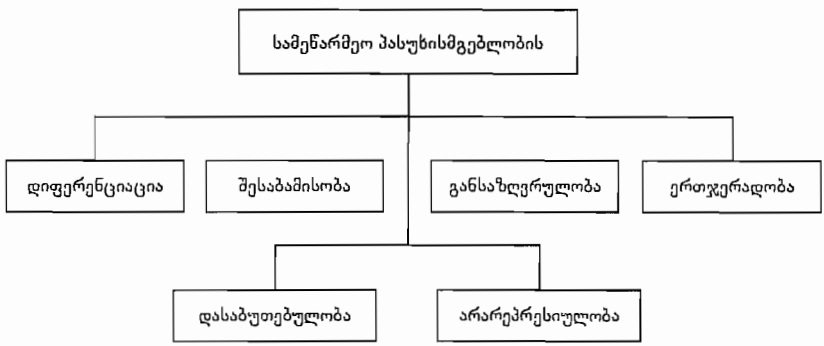 სამეწარმეო პასუხისმგებლობის
დიფერენციაცია
შესაბამისობა
განსაზღვრულობა
ერთჯერადობა
დასაბუთებულობა
არარეპრესიულობა